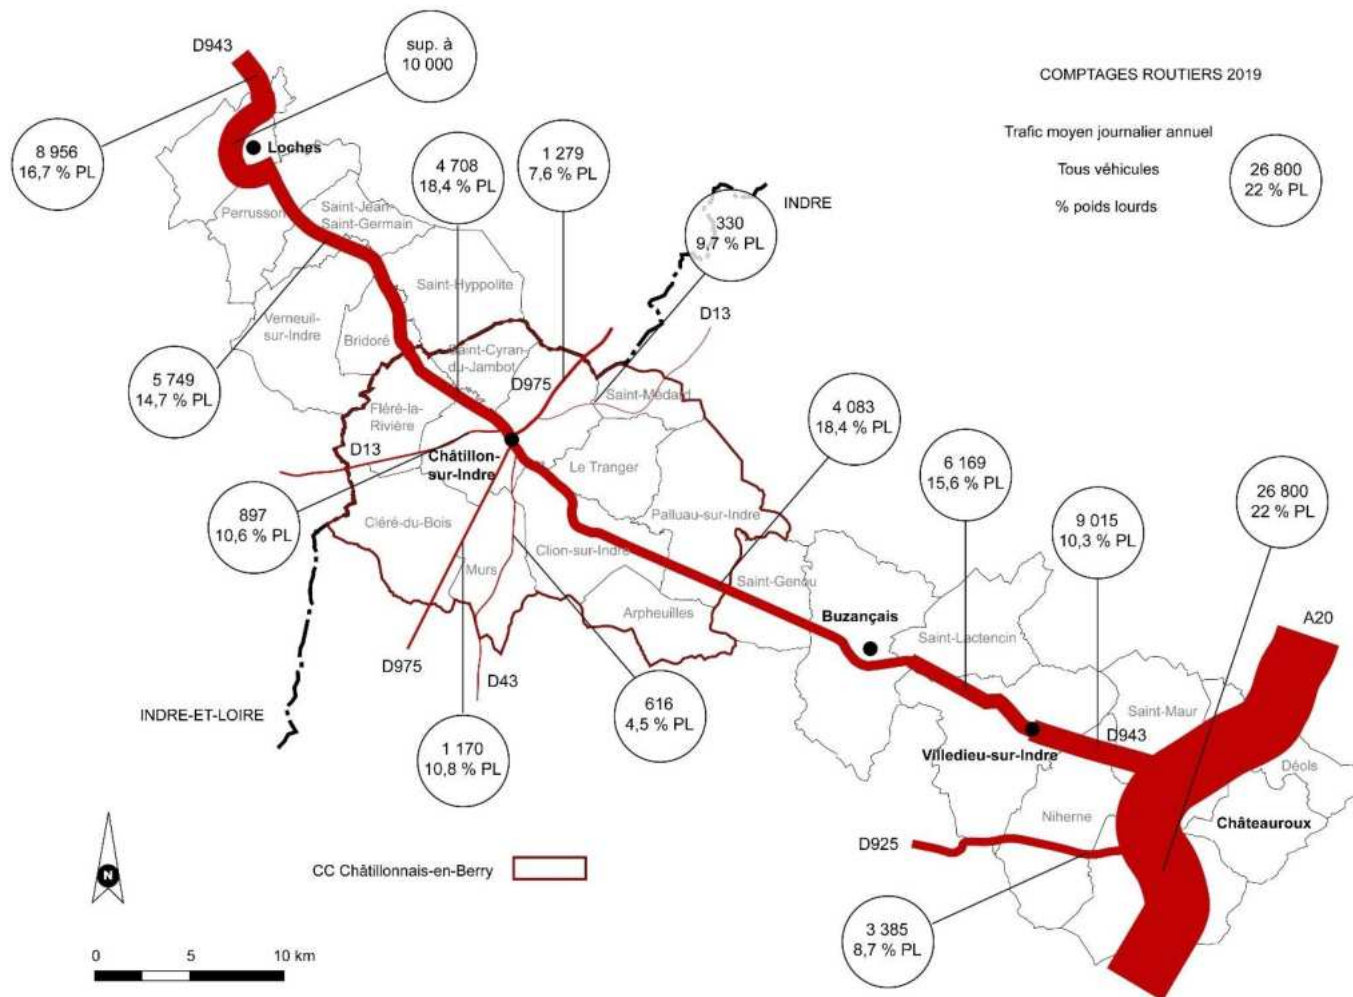 COMPTAGES ROUTIERS 2019
Trafic moyen journalier annuel
Tous véhicules
% poids lourds
26 800
22 % PL
D943
sup. à
10 000
8 956
16,7 % PL
Loches
4 708
18,4 % PL
1 279
7,6 % PL
330
9,7 % PL
INDRE
Perrusson
Saint-Jean-
Saint-Germain
Saint-Hyppolite
Verneuil-
sur-Indre
Bridoré
Saint-Cyran-
du-Jambot
D13
D975
Saint-Médard
5 749
14,7 % PL
Fléré-la-
Rivière
D13
Châtillon-
sur-Indre
Le Tranger
4 083
18,4 % PL
6 169
15,6 % PL
9 015
10,3 % PL
26 800
22 % PL
897
10,6 % PL
Cléré-du-Bois
Palluau-sur-Indre
Clion-sur-Indre
Murs
Saint-Genou
Arpheuilles
Buzançais
Saint-Lactencin
A20
D975
D43
616
4,5 % PL
INDRE-ET-LOIRE
1 170
10,8 % PL
Saint-Maur
D943
Villedieu-sur-Indre
Déols
Niherne
Châteauroux
D925
3 385
8,7 % PL
CC Châtillonnais-en-Berry
N
0 5 10 km